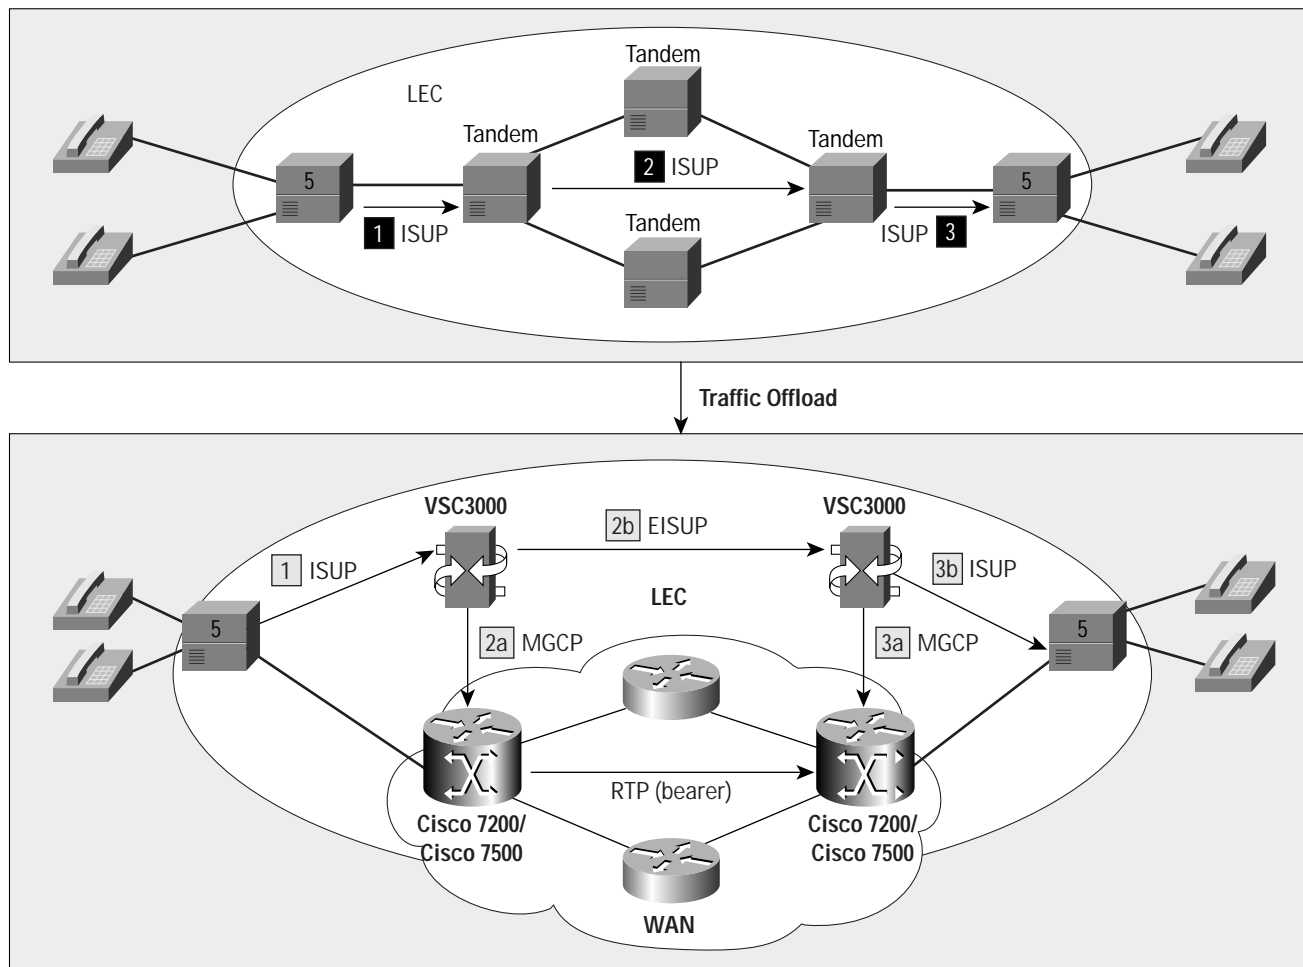 Tandem
LEC
Tandem
Tandem
2 ISUP
5
5
1 ISUP
Tandem
ISUP 3
Traffic Offload
VSC3000
VSC3000
2b EISUP
1 ISUP
3b ISUP
LEC
5
5
2a MGCP
3a MGCP
RTP (bearer)
Cisco 7200/
Cisco 7500
Cisco 7200/
Cisco 7500
WAN